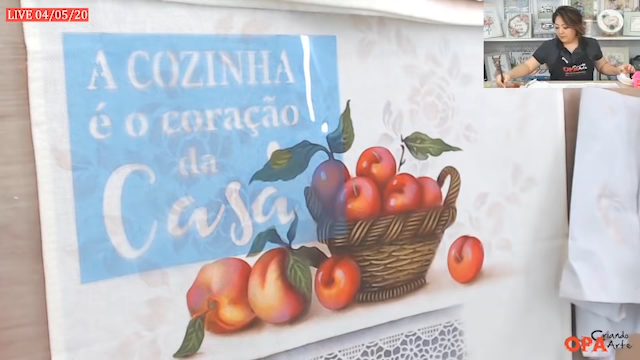 LIVE 04/05/20
A COZINHA
é o coração
da
Casa
Criando
OPA Arte